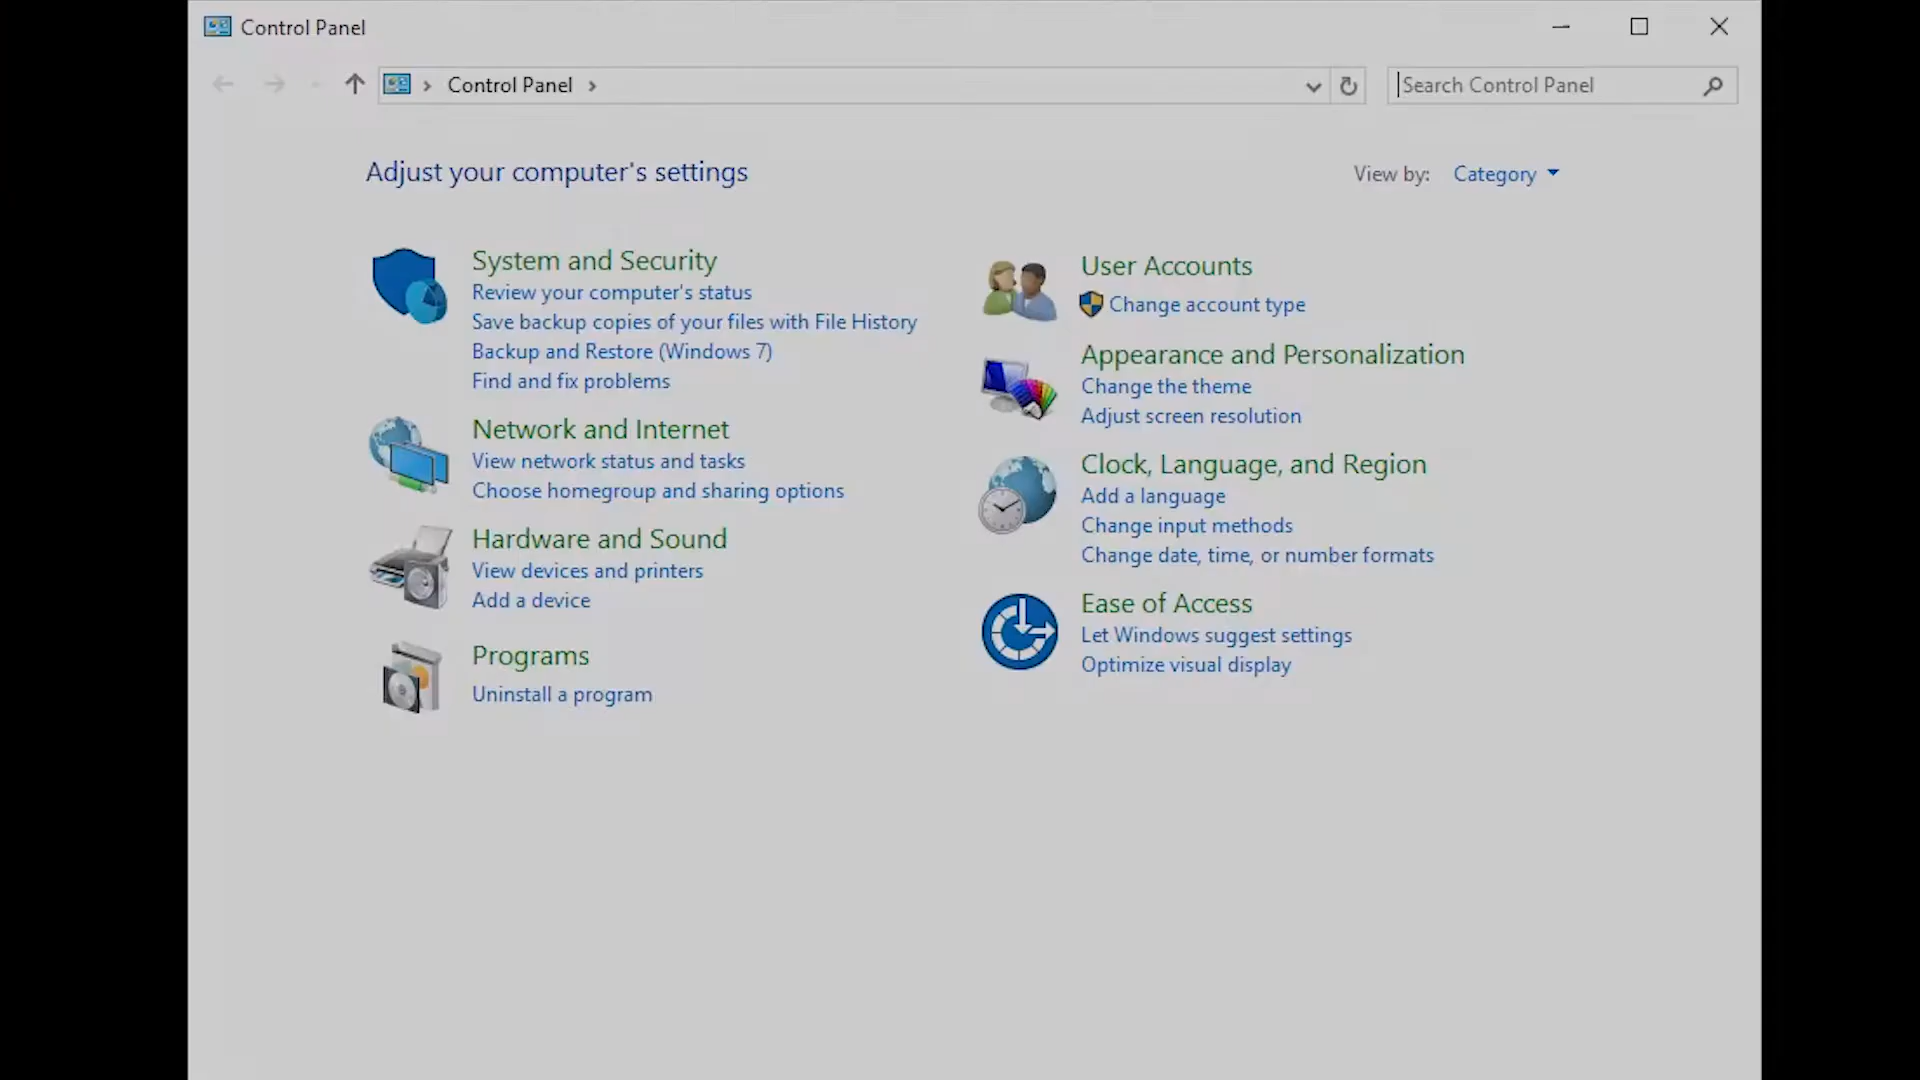 Control Panel
Control Panel
Search Control Panel
Adjust your computer's settings
View by: Category
System and Security
Review your computer's status
Save backup copies of your files with File History
Backup and Restore (Windows 7)
Find and fix problems
Network and Internet
View network status and tasks
Choose homegroup and sharing options
Hardware and Sound
View devices and printers
Add a device
Programs
Uninstall a program
User Accounts
Change account type
Appearance and Personalization
Change the theme
Adjust screen resolution
Clock, Language, and Region
Add a language
Change input methods
Change date, time, or number formats
Ease of Access
Let Windows suggest settings
Optimize visual display